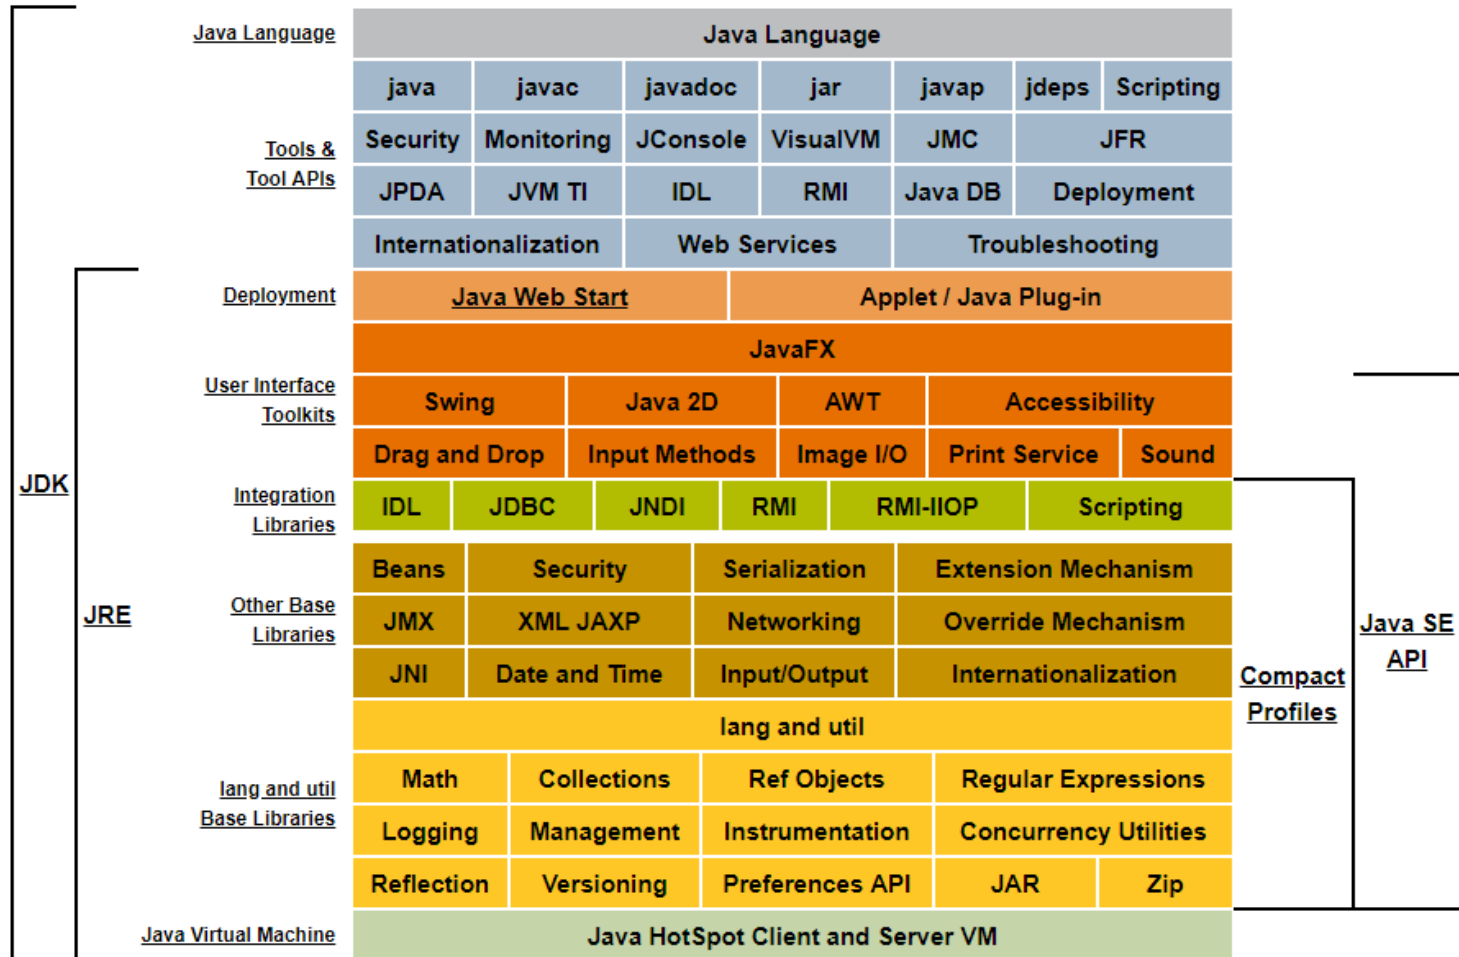 Java Language
Java Language
java javac javadoc jar javap jdeps Scripting
Tools &
Tool APIs
Security Monitoring JConsole VisualVM JMC JFR
JPDA JVM TI IDL RMI Java DB Deployment
Internationalization Web Services Troubleshooting
Deployment
Java Web Start Applet / Java Plug-in
JavaFX
User Interface
Toolkits
Swing Java 2D AWT Accessibility
Drag and Drop Input Methods Image I/O Print Service Sound
Integration
Libraries
IDL JDBC JNDI RMI RMI-IIOP Scripting
Other Base
Libraries
Beans Security Serialization Extension Mechanism
JMX XML JAXP Networking Override Mechanism
JNI Date and Time Input/Output Internationalization
lang and util
lang and util
Base Libraries
Math Collections Ref Objects Regular Expressions
Logging Management Instrumentation Concurrency Utilities
Reflection Versioning Preferences API JAR Zip
Java Virtual Machine
Java HotSpot Client and Server VM
JDK
JRE
Compact
Profiles
Java SE
API